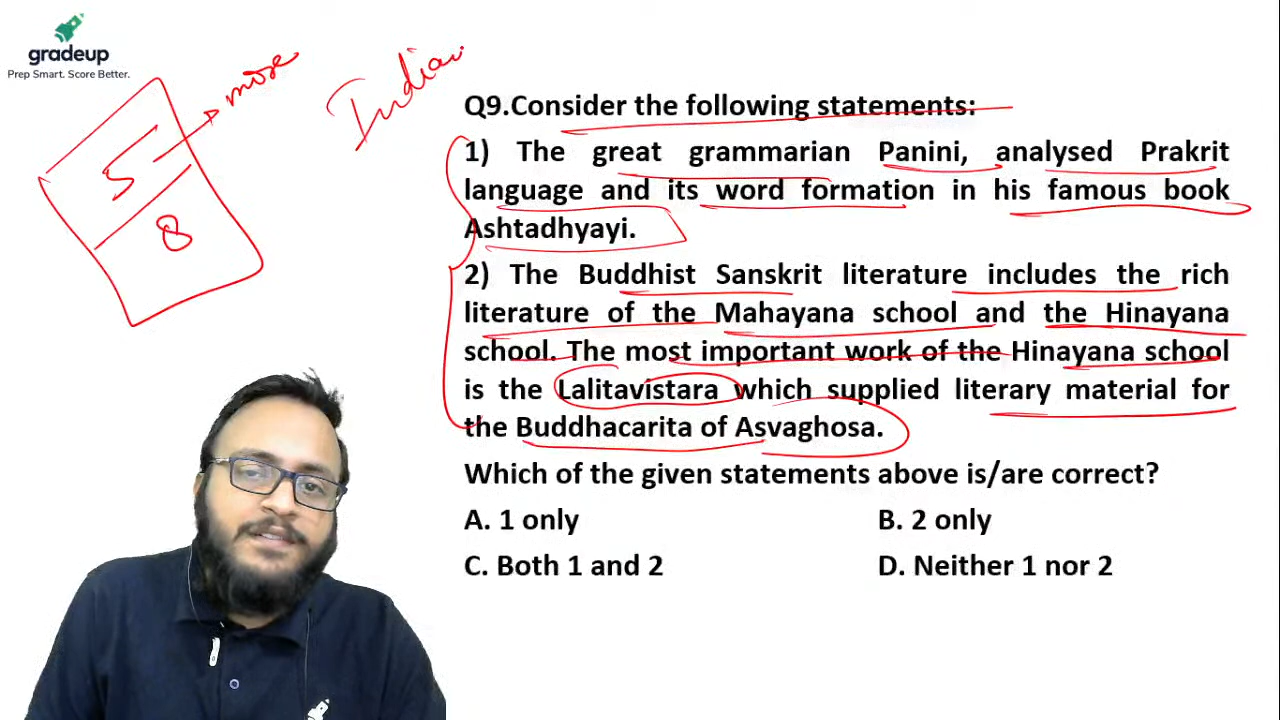 gradeup
Prep Smart. Score Better.
5
8
more
Indian
Q9.Consider the following statements:
1) The great grammarian Panini, analysed Prakrit
language and its word formation in his famous book
Ashtadhyayi.
2) The Buddhist Sanskrit literature includes the rich
literature of the Mahayana school and the Hinayana
school. The most important work of the Hinayana school
is the Lalitavistara which supplied literary material for
the Buddhacarita of Asvaghosa.
Which of the given statements above is/are correct?
A. 1 only
B. 2 only
C. Both 1 and 2
D. Neither 1 nor 2